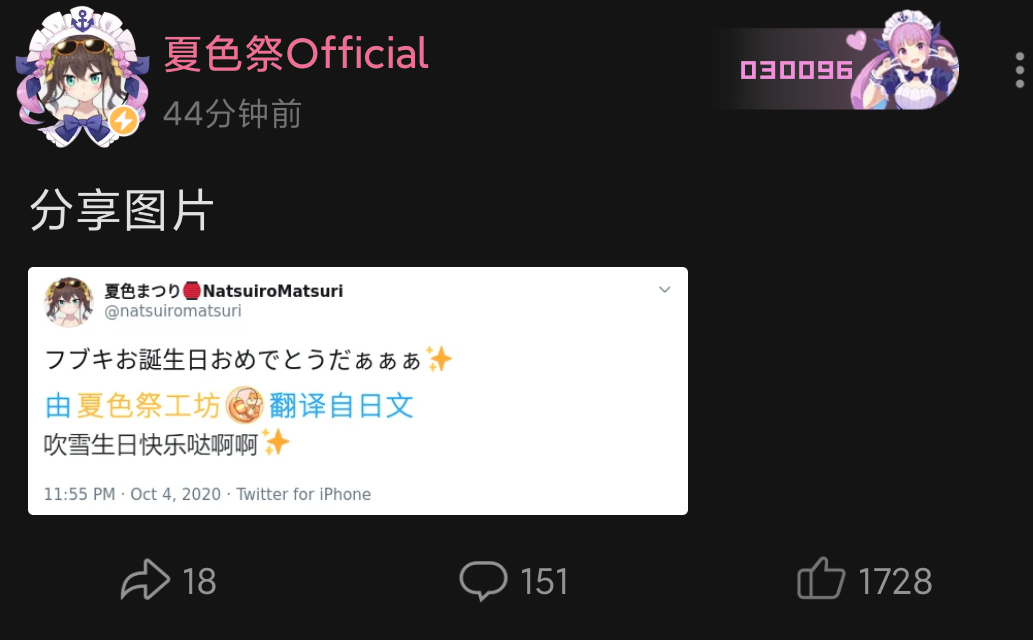 夏色祭Official
44分钟前
030096
分享图片
夏色まつり🏮NatsuiroMatsuri
@natsuiromatsuri
フブキお誕生日おめでとうだぁぁぁ✨
由 夏色祭工坊 翻译自日文
吹雪生日快乐哒啊啊✨
11:55 PM · Oct 4, 2020 · Twitter for iPhone
18 151 1728